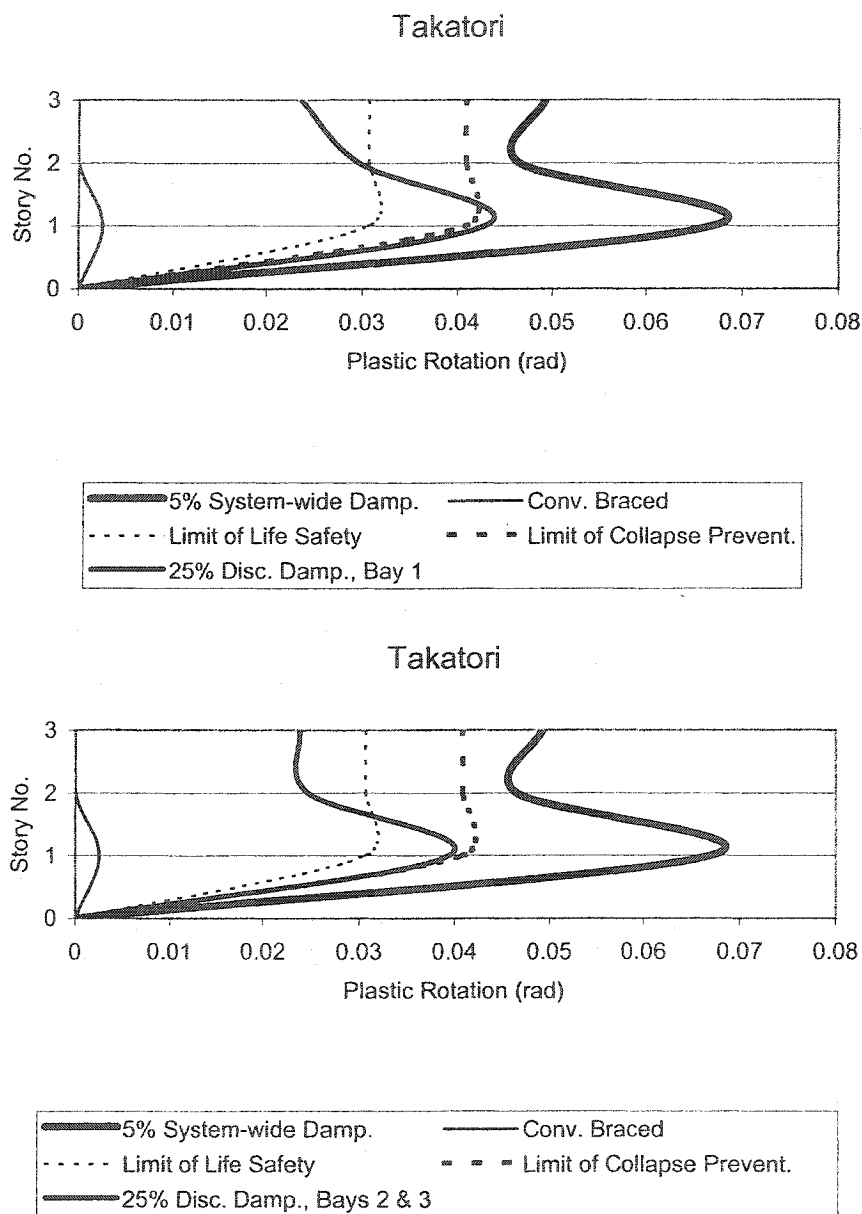 Takatori
3
2
1
0
Story No.
0 0.01 0.02 0.03 0.04 0.05 0.06 0.07 0.08
Plastic Rotation (rad)
5% System-wide Damp. Conv. Braced
Limit of Life Safety Limit of Collapse Prevent.
25% Disc. Damp., Bay 1
Takatori
3
2
1
0
Story No.
0 0.01 0.02 0.03 0.04 0.05 0.06 0.07 0.08
Plastic Rotation (rad)
5% System-wide Damp. Conv. Braced
Limit of Life Safety Limit of Collapse Prevent.
25% Disc. Damp., Bays 2 & 3